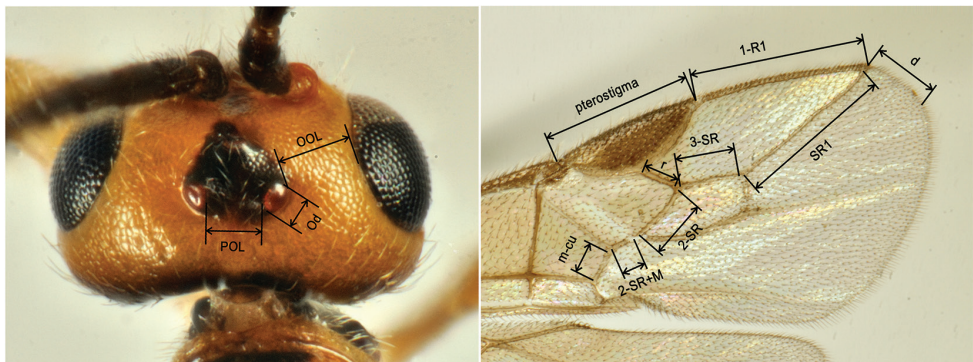 OOL
Od
POL
1-R1
d
pterostigma
3-SR
r
SR1
2-SR
m-cu
2-SR+M